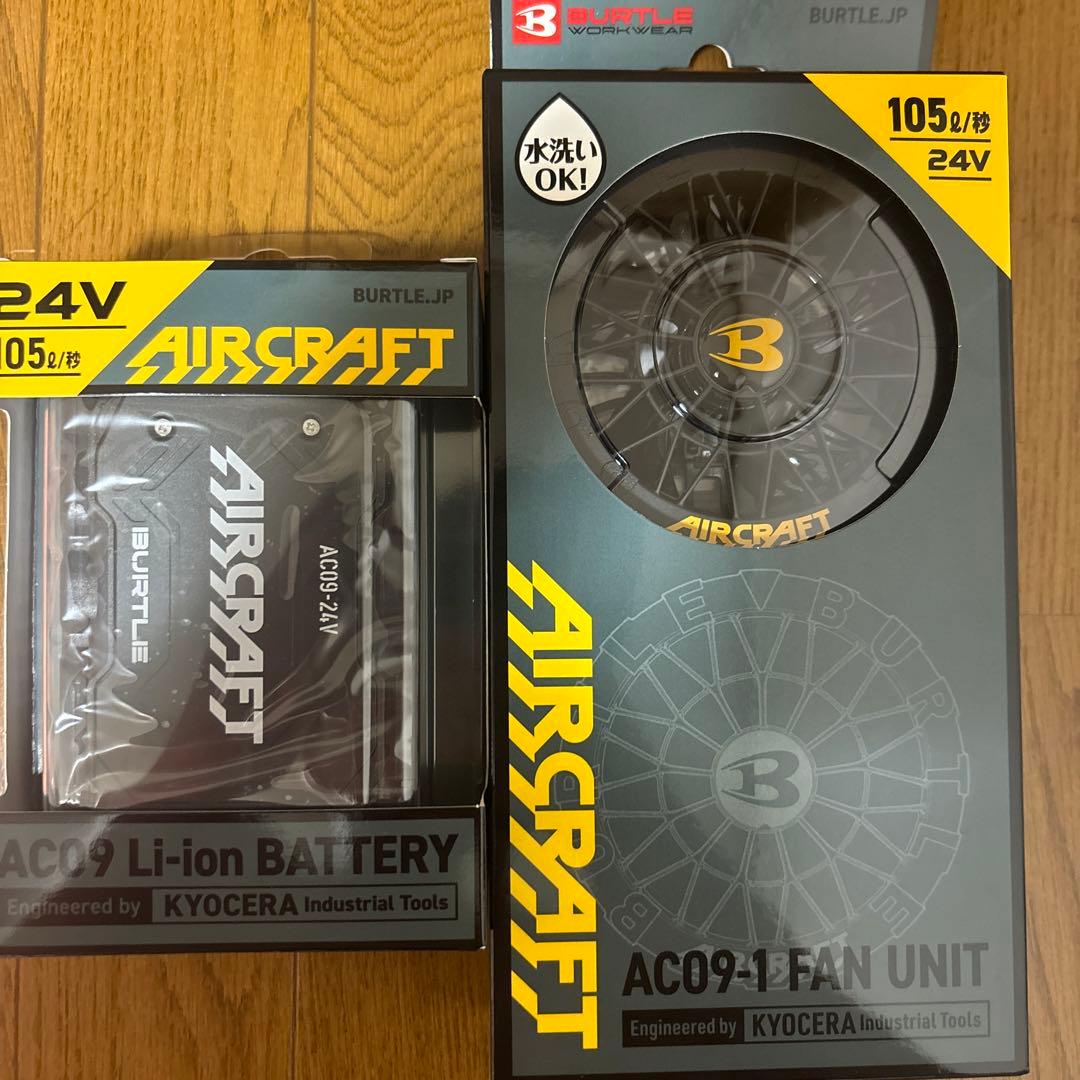 24V
105ℓ/秒
BURTLE.JP
AIRCRAFT
BURTLE
AIRCRAFT
AC09-24V
AC09 Li-ion BATTERY
Engineered by KYOCERA Industrial Tools
B BURTLE
WORKWEAR
BURTLE.JP
水洗い
OK!
105ℓ/秒
24V
B
AIRCRAFT
AIRCRAFT
BURTLE
B
AC09-1 FAN UNIT
Engineered by KYOCERA Industrial Tools